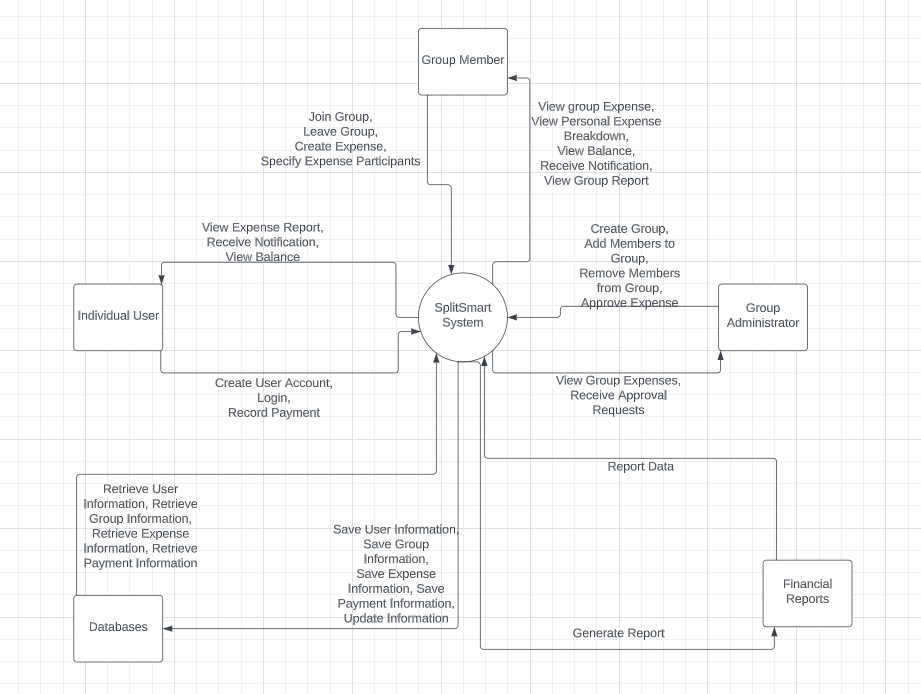 Group Member
Join Group,
Leave Group,
Create Expense,
Specify Expense Participants
View group Expense,
View Personal Expense
Breakdown,
View Balance,
Receive Notification,
View Group Report
View Expense Report,
Receive Notification,
View Balance
Create Group,
Add Members to
Group,
Remove Members
from Group,
Approve Expense
Individual User
SplitSmart
System
Group
Administrator
Create User Account,
Login,
Record Payment
View Group Expenses,
Receive Approval
Requests
Report Data
Retrieve User
Information, Retrieve
Group Information,
Retrieve Expense
Information, Retrieve
Payment Information
Save User Information,
Save Group
Information,
Save Expense
Information, Save
Payment Information,
Update Information
Financial
Reports
Databases
Generate Report